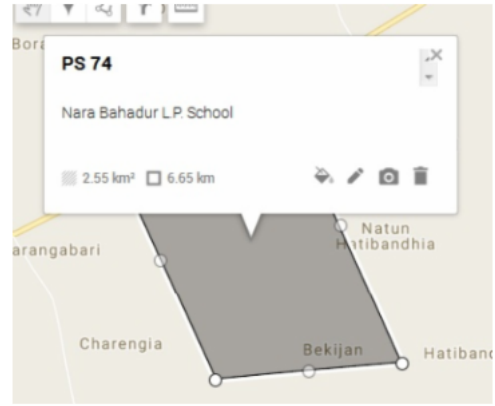 Bora
PS 74
Nara Bahadur L.P. School
2.55 km² 6.65 km
Natun
Hatibandhia
arangabari
Charengia
Bekijan
Hatiband